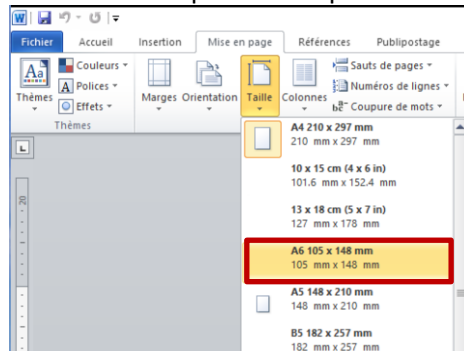 Fichier Accueil Insertion Mise en page Références Publipostage
Couleurs
Polices
Effets
Thèmes
Marges
Orientation
Taille
Colonnes
Sauts de pages
Numéros de lignes
Coupure de mots
Thèmes
A4 210 x 297 mm
210 mm x 297 mm
10 x 15 cm (4 x 6 in)
101.6 mm x 152.4 mm
13 x 18 cm (5 x 7 in)
127 mm x 178 mm
A6 105 x 148 mm
105 mm x 148 mm
A5 148 x 210 mm
148 mm x 210 mm
B5 182 x 257 mm
182 mm x 257 mm
20